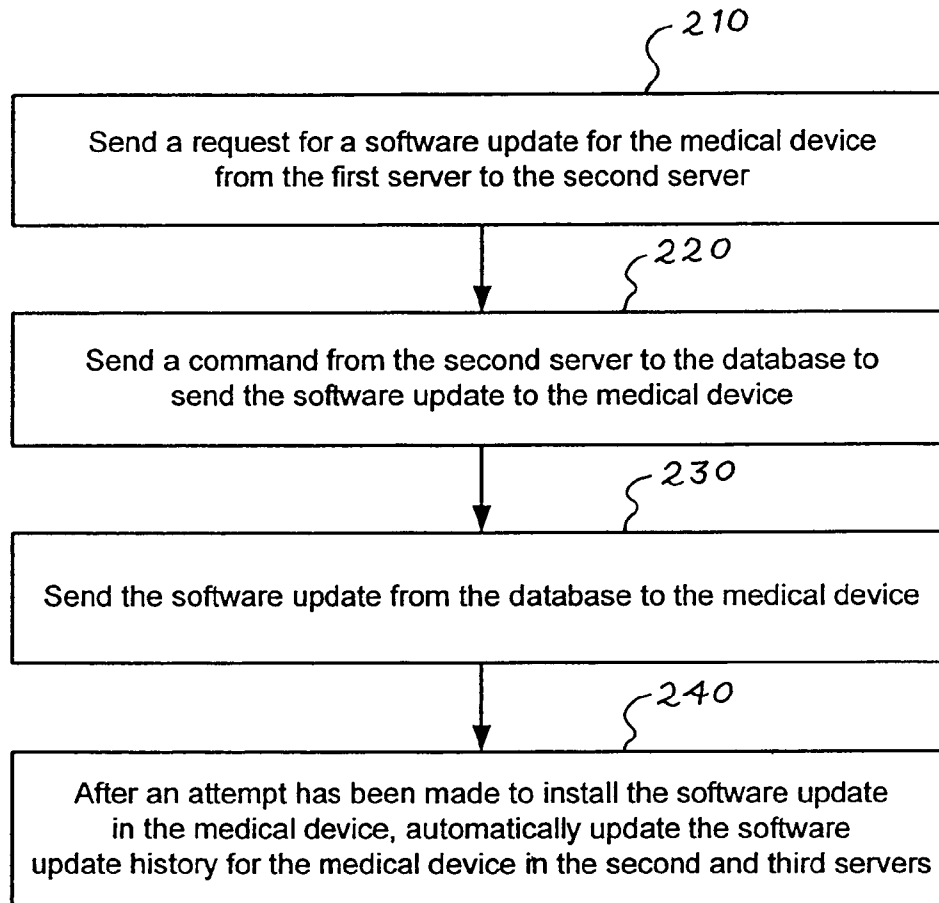 210
Send a request for a software update for the medical device
from the first server to the second server
220
Send a command from the second server to the database to
send the software update to the medical device
230
Send the software update from the database to the medical device
240
After an attempt has been made to install the software update
in the medical device, automatically update the software
update history for the medical device in the second and third servers